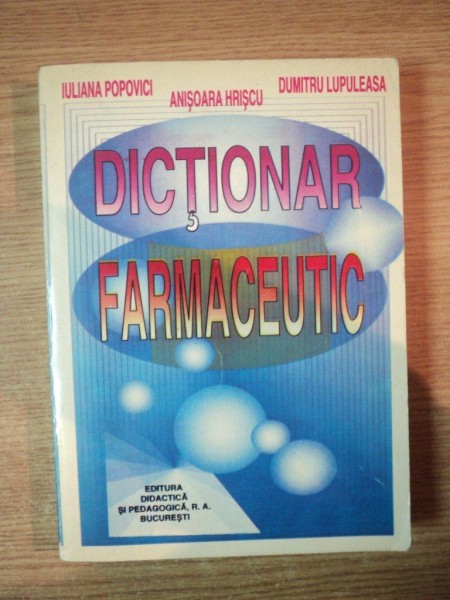 IULIANA POPOVICI
ANIȘOARA HRIȘCU
DUMITRU LUPULEASA
DICȚIONAR
FARMACEUTIC
EDITURA
DIDACTICĂ
ȘI PEDAGOGICĂ, R. A.
BUCUREȘTI